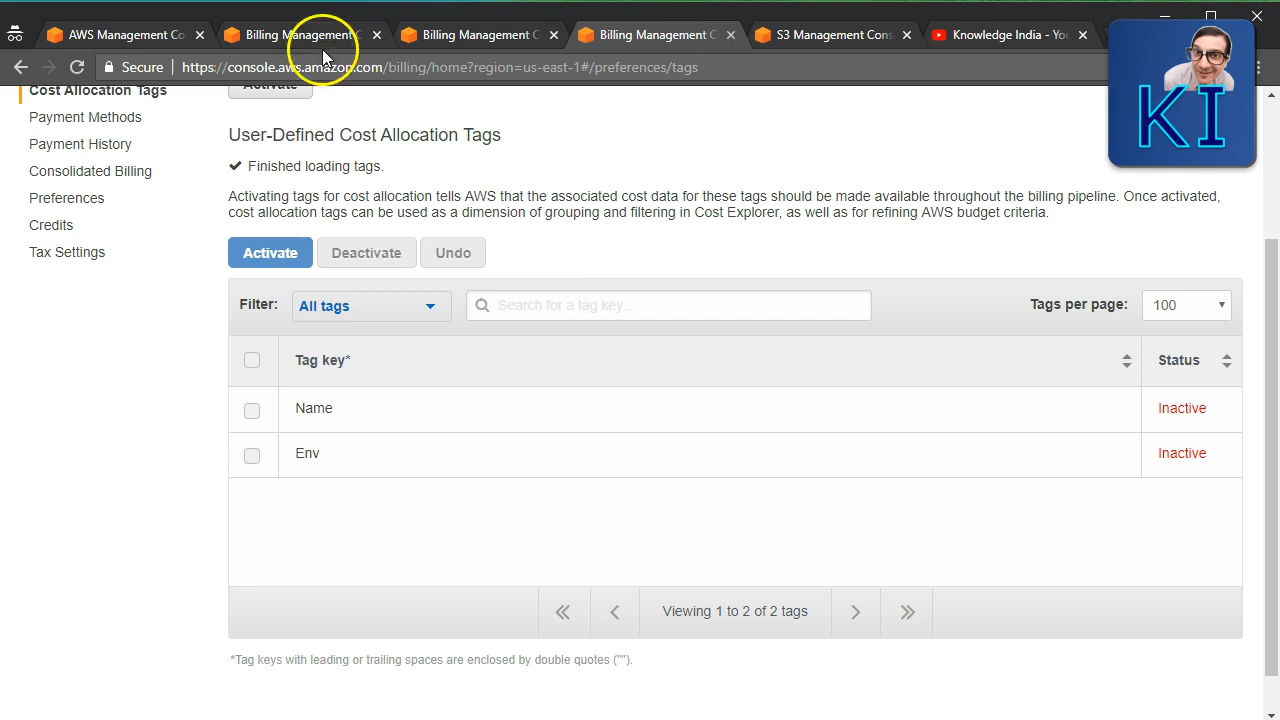 AWS Management Co
Billing Management C
Billing Management C
Billing Management C
S3 Management Cons
Knowledge India - Yo
Secure
https://console.aws.amazon.com/billing/home?region=us-east-1#/preferences/tags
KI
Cost Allocation Tags
Payment Methods
Payment History
Consolidated Billing
Preferences
Credits
Tax Settings
Activate
User-Defined Cost Allocation Tags
Finished loading tags.
Activating tags for cost allocation tells AWS that the associated cost data for these tags should be made available throughout the billing pipeline. Once activated,
cost allocation tags can be used as a dimension of grouping and filtering in Cost Explorer, as well as for refining AWS budget criteria.
Activate
Deactivate
Undo
Filter:
All tags
Search for a tag key...
Tags per page:
100
Tag key*
Status
Name
Inactive
Env
Inactive
Viewing 1 to 2 of 2 tags
*Tag keys with leading or trailing spaces are enclosed by double quotes ("").